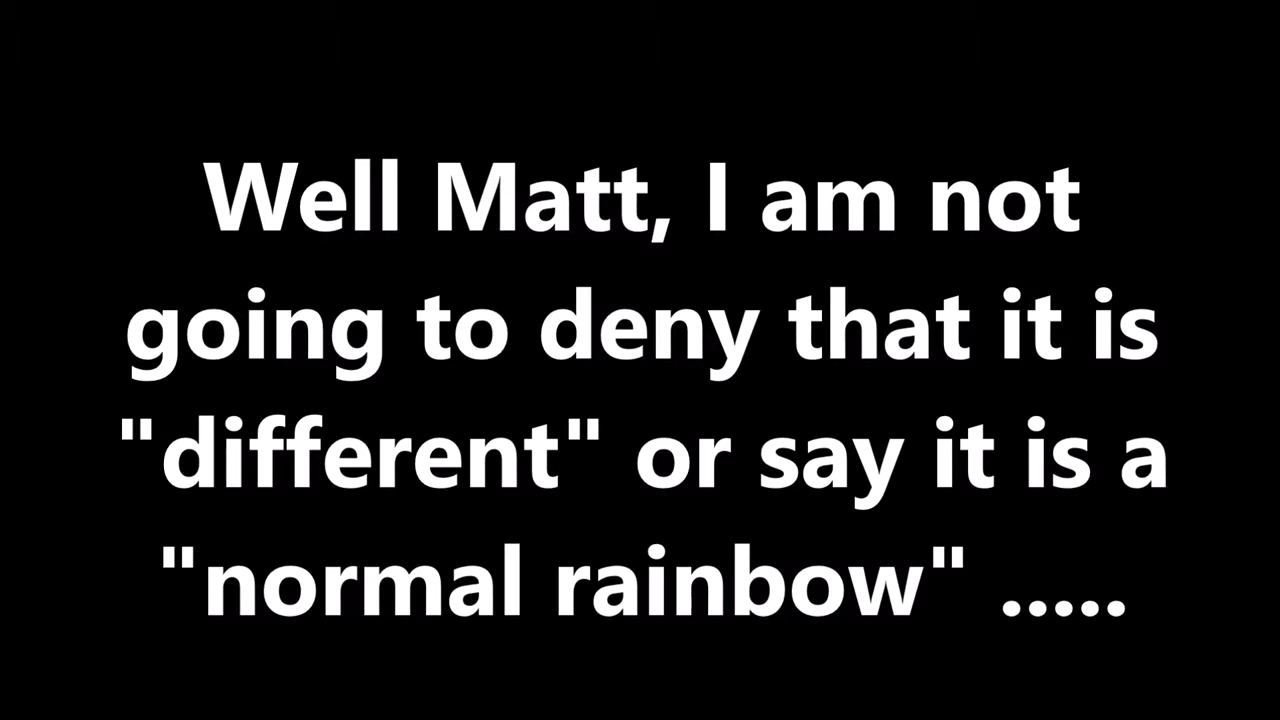 Well Matt, I am not
going to deny that it is
"different" or say it is a
"normal rainbow" .....